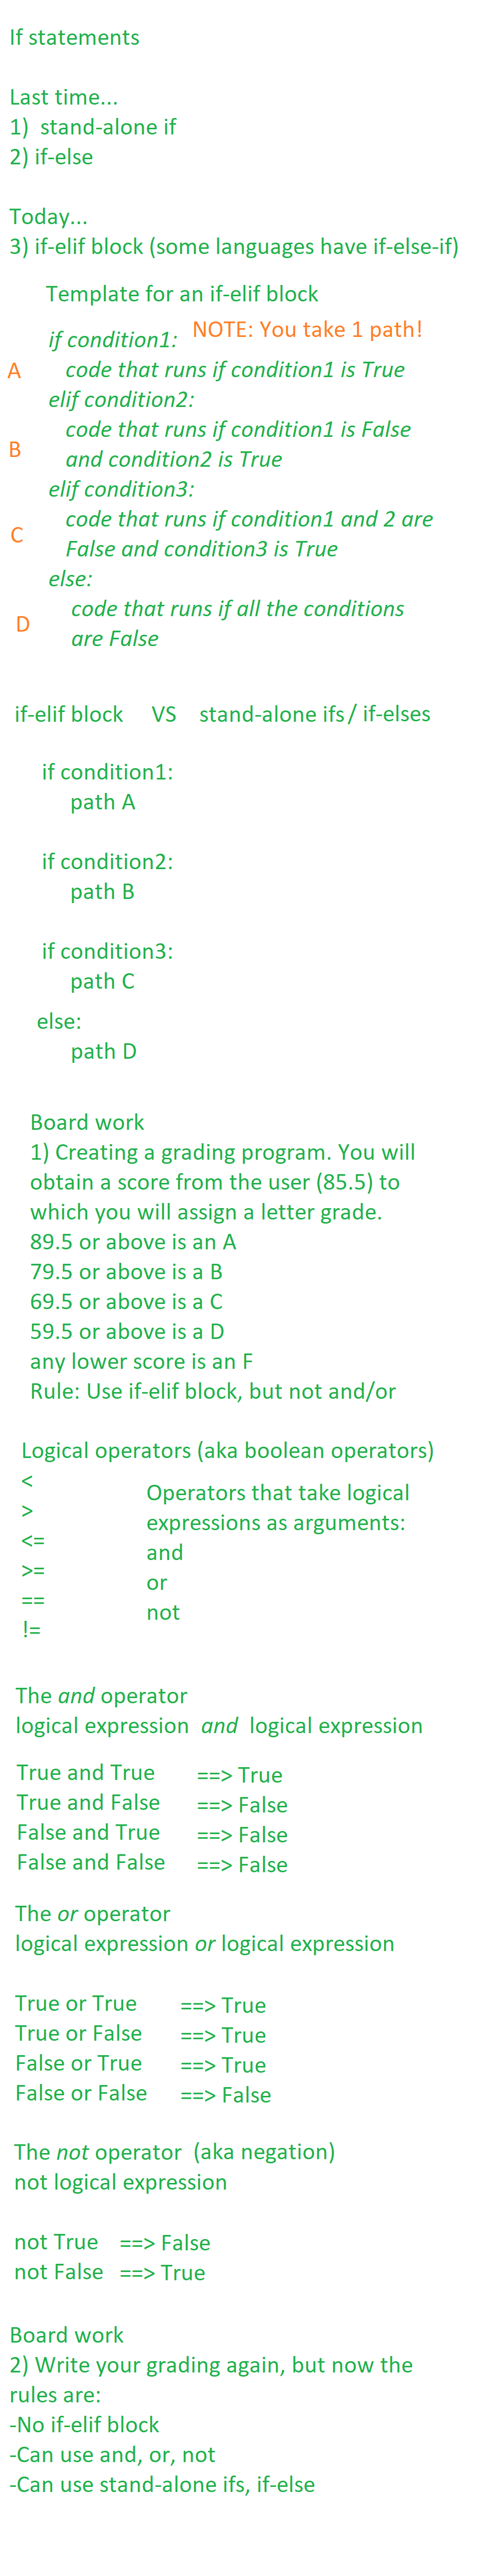 If statements
Last time...
1)  stand-alone if
2) if-else
Today...
3) if-elif block (some languages have if-else-if)
Template for an if-elif block
if condition1:
NOTE: You take 1 path!
A
code that runs if condition1 is True
elif condition2:
B
code that runs if condition1 is False
and condition2 is True
elif condition3:
C
code that runs if condition1 and 2 are
False and condition3 is True
else:
D
code that runs if all the conditions
are False
if-elif block VS stand-alone ifs / if-elses
if condition1:
path A
if condition2:
path B
if condition3:
path C
else:
path D
Board work
1) Creating a grading program. You will
obtain a score from the user (85.5) to
which you will assign a letter grade.
89.5 or above is an A
79.5 or above is a B
69.5 or above is a C
59.5 or above is a D
any lower score is an F
Rule: Use if-elif block, but not and/or
Logical operators (aka boolean operators)
<
>
<=
>=
==
!=
Operators that take logical
expressions as arguments:
and
or
not
The and operator
logical expression and logical expression
True and True ==> True
True and False ==> False
False and True ==> False
False and False ==> False
The or operator
logical expression or logical expression
True or True ==> True
True or False ==> True
False or True ==> True
False or False ==> False
The not operator (aka negation)
not logical expression
not True ==> False
not False ==> True
Board work
2) Write your grading again, but now the
rules are:
-No if-elif block
-Can use and, or, not
-Can use stand-alone ifs, if-else